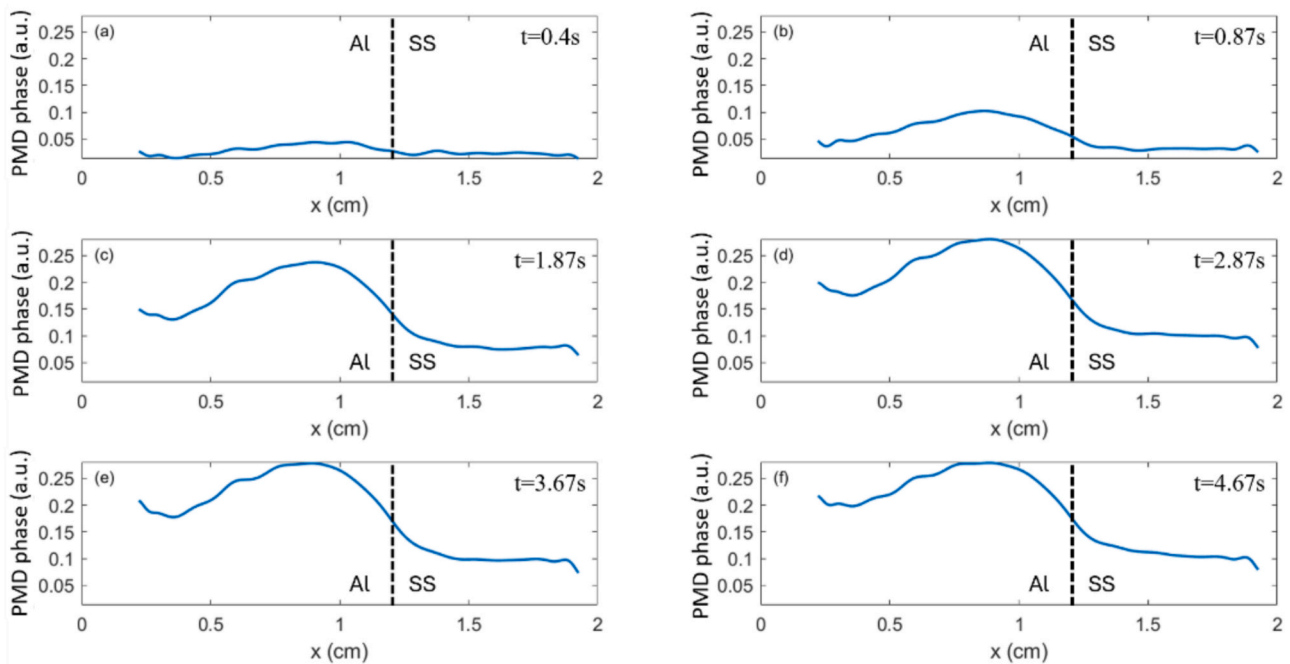 (a)
Al SS
t=0.4s
PMD phase (a.u.)
0.25
0.2
0.15
0.1
0.05
0 0.5 1 1.5 2
x (cm)
(b)
Al SS
t=0.87s
PMD phase (a.u.)
0.25
0.2
0.15
0.1
0.05
0 0.5 1 1.5 2
x (cm)
(c)
t=1.87s
PMD phase (a.u.)
0.25
0.2
0.15
0.1
0.05
Al SS
0 0.5 1 1.5 2
x (cm)
(d)
t=2.87s
PMD phase (a.u.)
0.25
0.2
0.15
0.1
0.05
Al SS
0 0.5 1 1.5 2
x (cm)
(e)
t=3.67s
PMD phase (a.u.)
0.25
0.2
0.15
0.1
0.05
Al SS
0 0.5 1 1.5 2
x (cm)
(f)
t=4.67s
PMD phase (a.u.)
0.25
0.2
0.15
0.1
0.05
Al SS
0 0.5 1 1.5 2
x (cm)